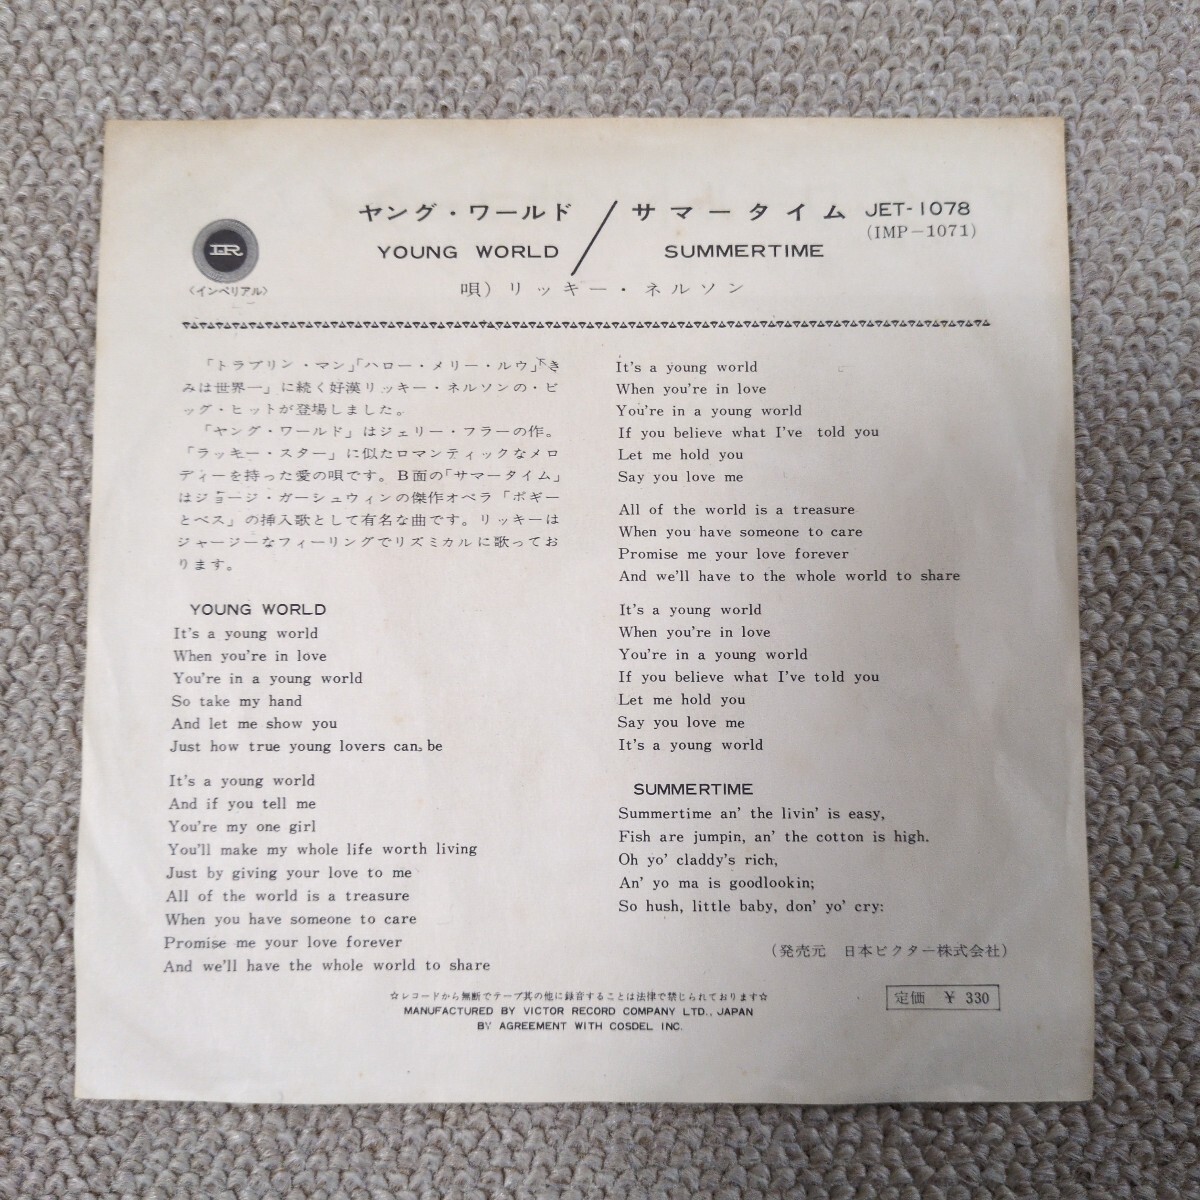 ヤング・ワールド / サマータイム JET-1078
YOUNG WORLD SUMMERTIME (IMP-1071)
IR
〈インペリアル〉
唄）リッキー・ネルソン
「トラブリン・マン」「ハロー・メリー・ルウ」「き
みは世界一」に続く好漢リッキー・ネルソンの・ビ
ッグ・ヒットが登場しました。
「ヤング・ワールド」はジェリー・フラーの作。
「ラッキー・スター」に似たロマンティックなメロ
ディーを持った愛の唄です。B面の「サマータイム」
はジョージ・ガーシュウィンの傑作オペラ「ボギー
とベス」の挿入歌として有名な曲です。リッキーは
ジャージーなフィーリングでリズミカルに歌ってお
ります。
YOUNG WORLD
It's a young world
When you're in love
You're in a young world
So take my hand
And let me show you
Just how true young lovers can be
It's a young world
And if you tell me
You're my one girl
You'll make my whole life worth living
Just by giving your love to me
All of the world is a treasure
When you have someone to care
Promise me your love forever
And we'll have the whole world to share
It's a young world
When you're in love
You're in a young world
If you believe what I've told you
Let me hold you
Say you love me
All of the world is a treasure
When you have someone to care
Promise me your love forever
And we'll have to the whole world to share
It's a young world
When you're in love
You're in a young world
If you believe what I've told you
Let me hold you
Say you love me
It's a young world
SUMMERTIME
Summertime an' the livin' is easy,
Fish are jumpin, an' the cotton is high.
Oh yo' claddy's rich,
An' yo ma is goodlookin;
So hush, little baby, don' yo' cry:
（発売元 日本ビクター株式会社）
☆レコードから無断でテープ其の他に録音することは法律で禁じられております☆
定価 ￥ 330
MANUFACTURED BY VICTOR RECORD COMPANY LTD., JAPAN
BY AGREEMENT WITH COSDEL INC.